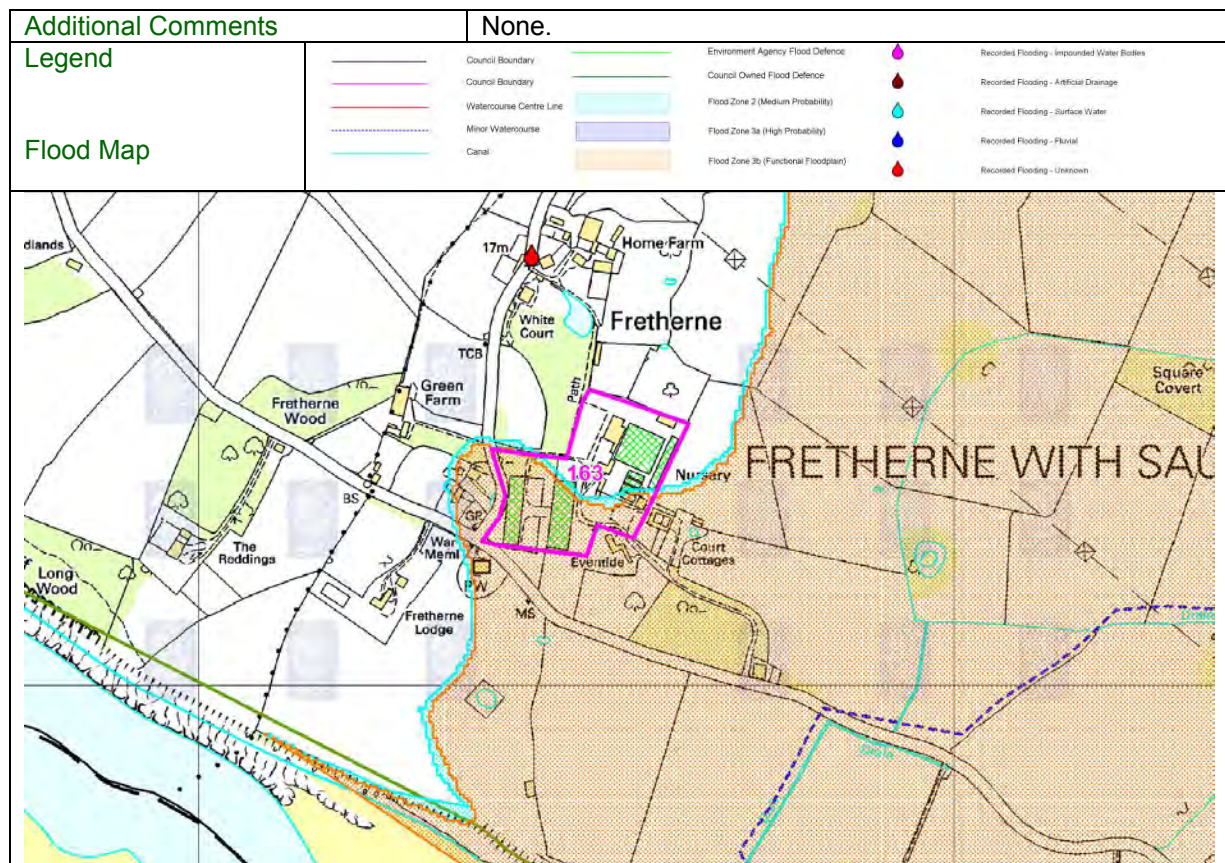 Additional Comments
None.
Legend
Flood Map
Council Boundary
Council Boundary
Watercourse Centre Line
Minor Watercourse
Canal
Environment Agency Flood Defence
Council Owned Flood Defence
Flood Zone 2 (Medium Probability)
Flood Zone 3a (High Probability)
Flood Zone 3b (Functional Floodplain)
Recorded Flooding - Impounded Water Bodies
Recorded Flooding - Artificial Drainage
Recorded Flooding - Surface Water
Recorded Flooding - Fluvial
Recorded Flooding - Unknown
dlands
17m
Home Farm
White
Court
Fretherne
TCB
Path
Green
Farm
Fretherne
Wood
Square
Covert
FRETHERNE WITH SAU
163
Nursery
BS
GP
War
Meml
The
Reddings
Eventide
Court
Cottages
Long
Wood
PW
MS
Fretherne
Lodge
Drain
Drain